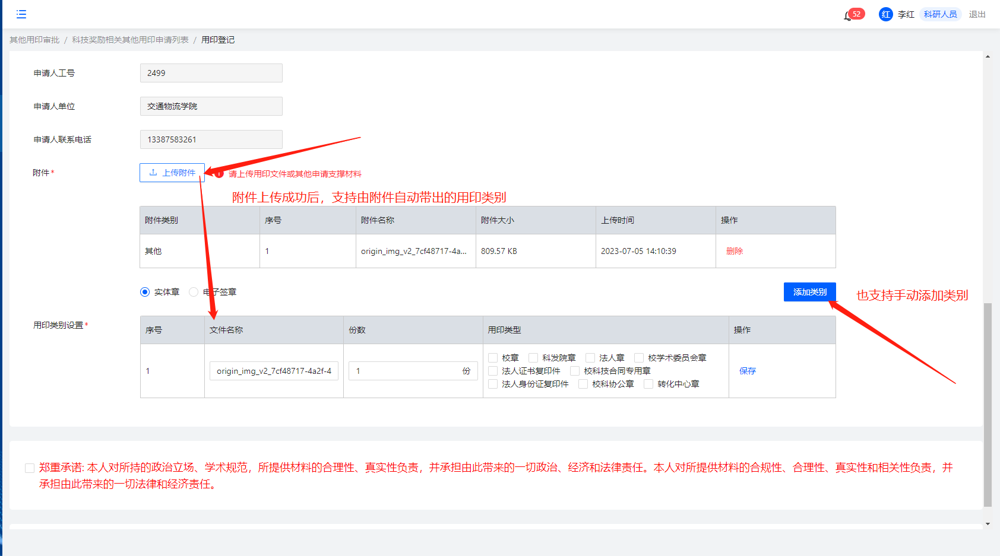 52 红 李红 科研人员 退出
其他用印审批 / 科技奖励相关其他用印申请列表 / 用印登记
申请人工号 2499
申请人单位 交通物流学院
申请人联系电话 13387583261
附件* 上传附件 请上传用印文件或其他申请支撑材料
附件上传成功后，支持由附件自动带出的用印类别
附件类别 序号 附件名称 附件大小 上传时间 操作
其他 1 origin_img_v2_7cf48717-4a... 809.57 KB 2023-07-05 14:10:39 删除
实体章 电子签章 添加类别 也支持手动添加类别
用印类别设置*
序号 文件名称 份数 用印类型 操作
校章 科发院章 法人章 校学术委员会章
1 origin_img_v2_7cf48717-4a2f-4 1 份 法人证书复印件 校科技合同专用章 保存
法人身份证复印件 校科协公章 转化中心章
郑重承诺: 本人对所持的政治立场、学术规范，所提供材料的合理性、真实性负责，并承担由此带来的一切政治、经济和法律责任。本人对所提供材料的合规性、合理性、真实性和相关性负责，并
承担由此带来的一切法律和经济责任。